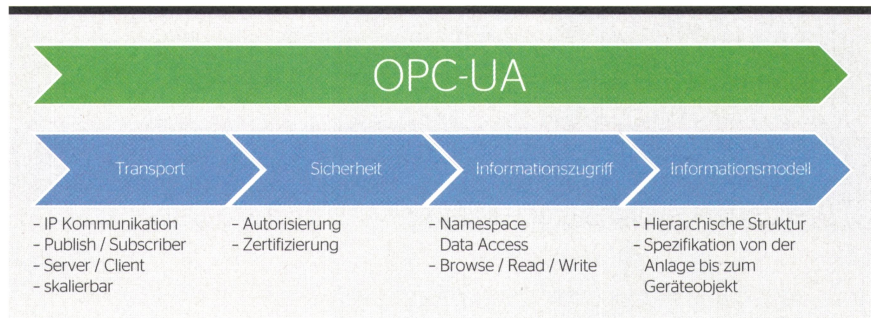 OPC-UA
Transport
Sicherheit
Informationszugriff
Informationsmodell
– IP Kommunikation
– Publish / Subscriber
– Server / Client
– skalierbar
– Autorisierung
– Zertifizierung
– Namespace
Data Access
– Browse / Read / Write
– Hierarchische Struktur
– Spezifikation von der
Anlage bis zum
Geräteobjekt